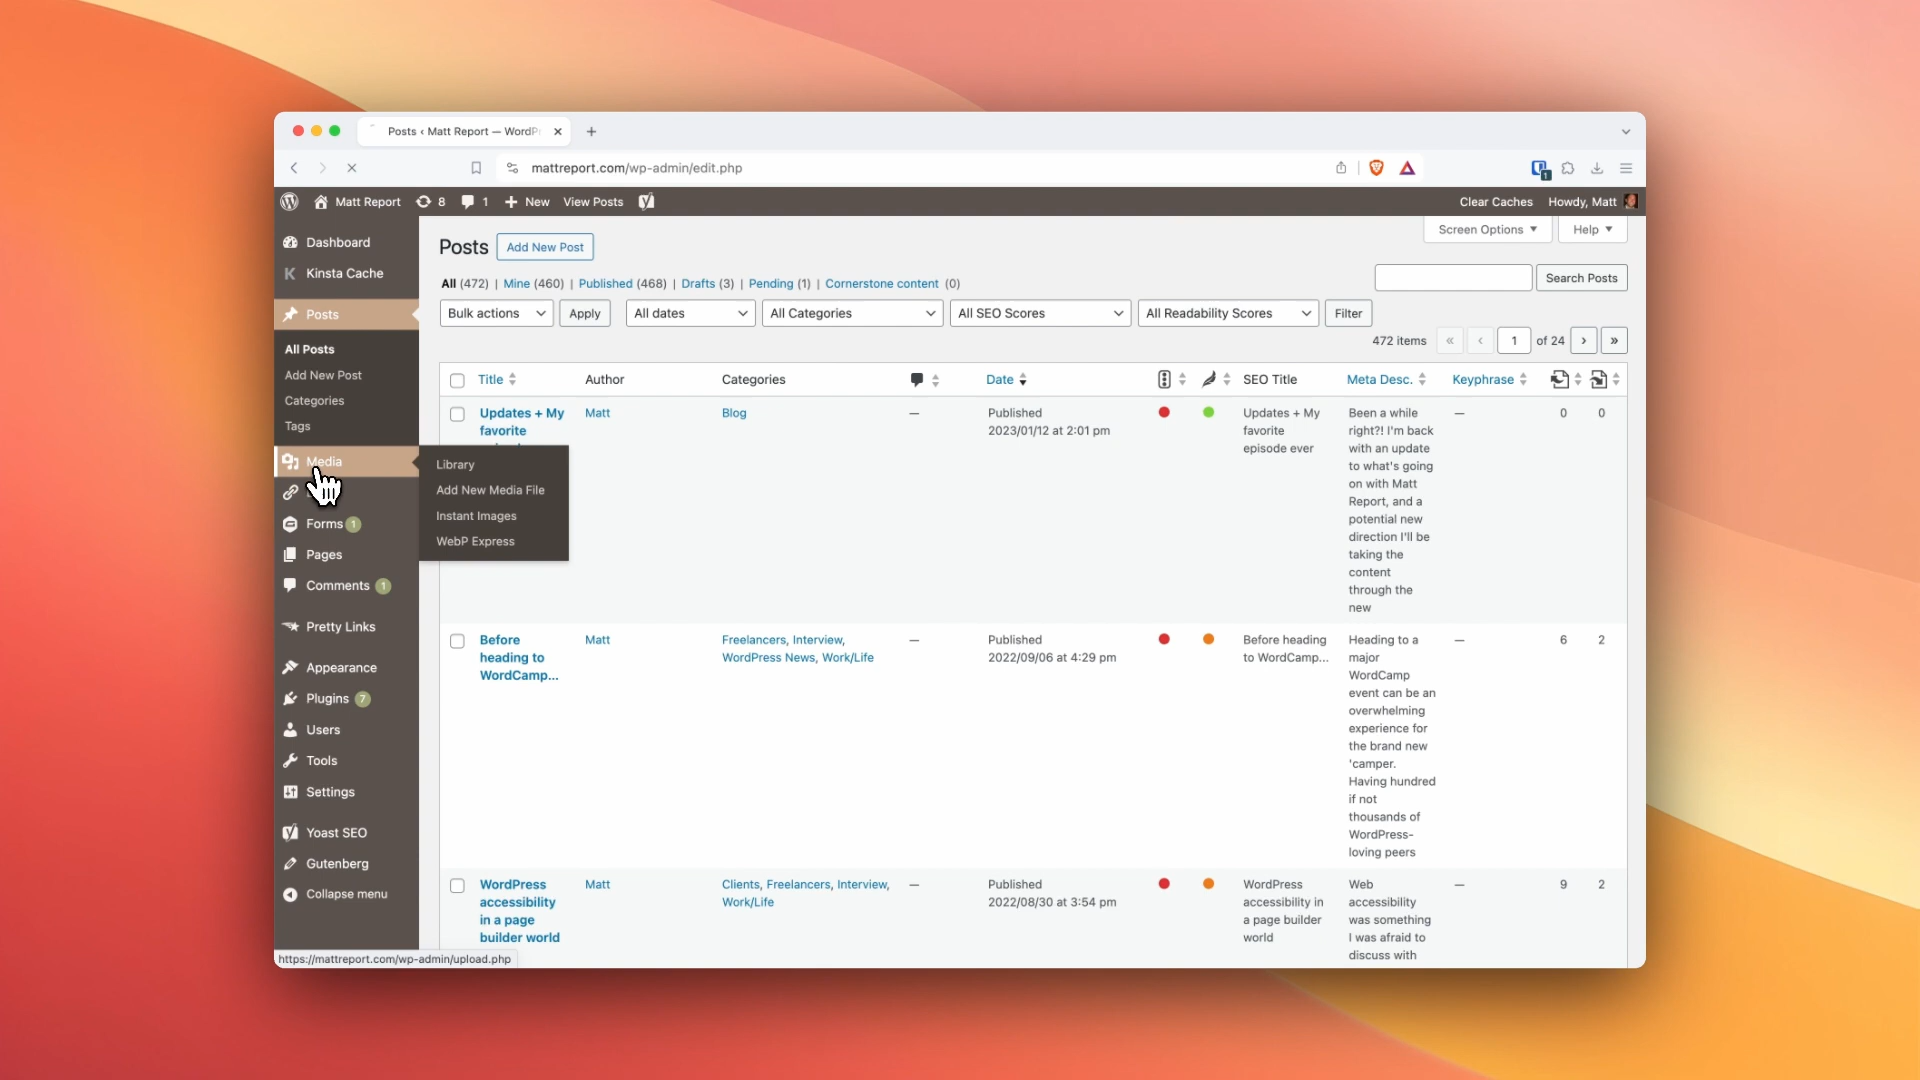 Posts ‹ Matt Report — WordP
mattreport.com/wp-admin/edit.php
1
Matt Report 8 1 New View Posts
Clear Caches Howdy, Matt
Dashboard
Kinsta Cache
Posts
All Posts
Add New Post
Categories
Tags
Media
Forms 1
Pages
Comments 1
Pretty Links
Appearance
Plugins 7
Users
Tools
Settings
Yoast SEO
Gutenberg
Collapse menu
Library
Add New Media File
Instant Images
WebP Express
Screen Options Help
Posts Add New Post
All (472) | Mine (460) | Published (468) | Drafts (3) | Pending (1) | Cornerstone content (0)
Search Posts
Bulk actions Apply All dates All Categories All SEO Scores All Readability Scores Filter
472 items « ‹ 1 of 24 › »
Title Author Categories Date SEO Title Meta Desc. Keyphrase
Updates + My
favorite
Matt
Blog
—
Published
2023/01/12 at 2:01 pm
Updates + My
favorite
episode ever
Been a while
right?! I'm back
with an update
to what's going
on with Matt
Report, and a
potential new
direction I'll be
taking the
content
through the
new
—
0
0
Before
heading to
WordCamp...
Matt
Freelancers, Interview,
WordPress News, Work/Life
—
Published
2022/09/06 at 4:29 pm
Before heading
to WordCamp...
Heading to a
major
WordCamp
event can be an
overwhelming
experience for
the brand new
'camper.
Having hundred
if not
thousands of
WordPress-
loving peers
—
6
2
WordPress
accessibility
in a page
builder world
Matt
Clients, Freelancers, Interview,
Work/Life
—
Published
2022/08/30 at 3:54 pm
WordPress
accessibility in
a page builder
world
Web
accessibility
was something
I was afraid to
discuss with
—
9
2
https://mattreport.com/wp-admin/upload.php